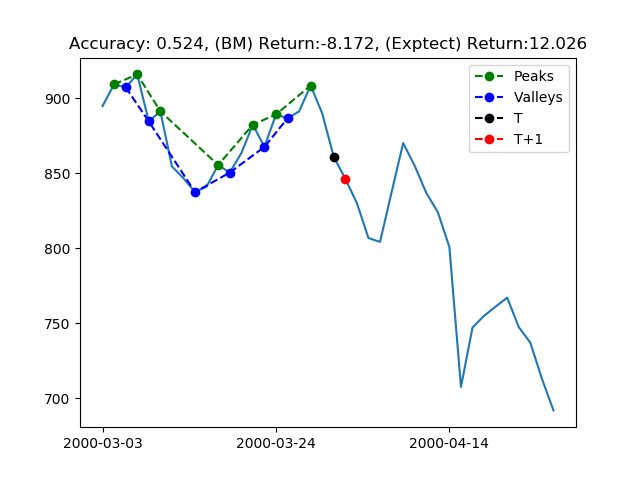 Accuracy: 0.524, (BM) Return:-8.172, (Exptect) Return:12.026
Peaks
Valleys
T
T+1
900
850
800
750
700
2000-03-03
2000-03-24
2000-04-14